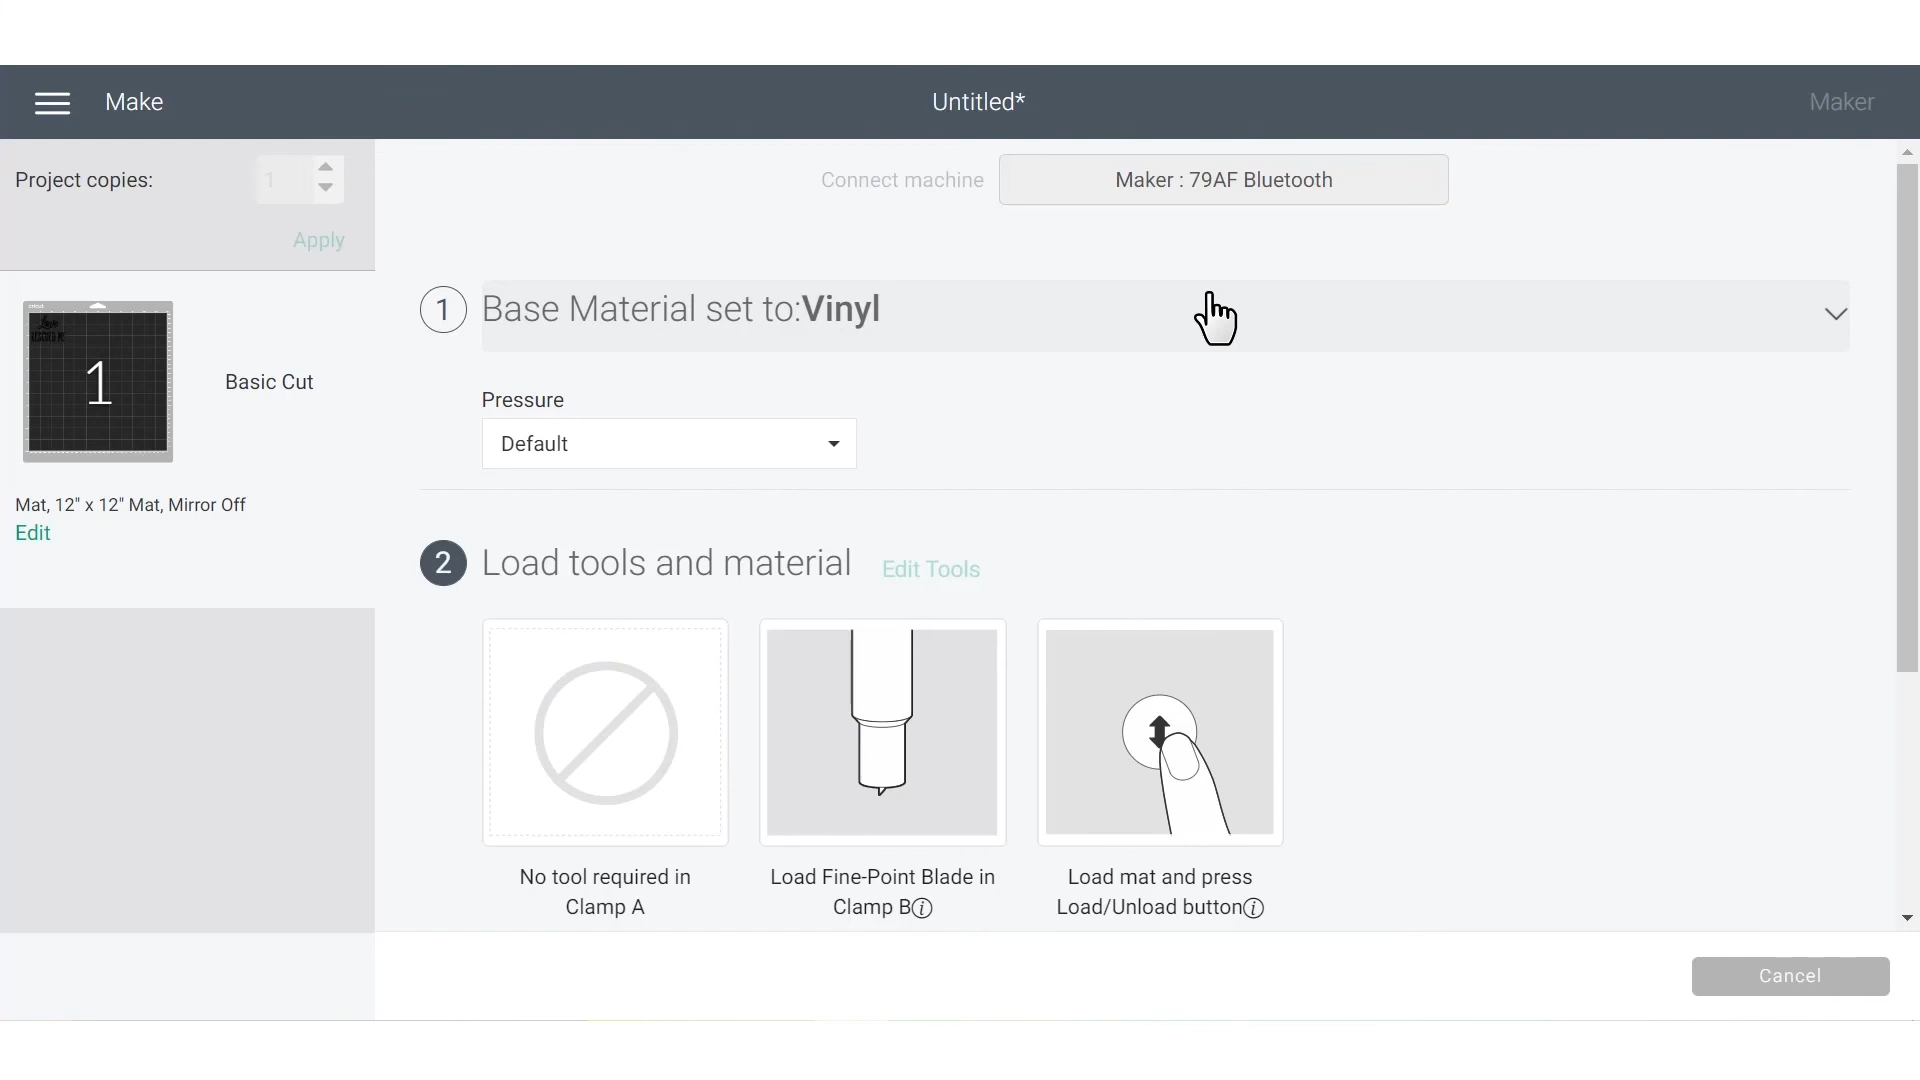 Make
Untitled*
Maker
Project copies:
1
Apply
Connect machine
Maker : 79AF Bluetooth
1
Basic Cut
Mat, 12" x 12" Mat, Mirror Off
Edit
1
Base Material set to:Vinyl
Pressure
Default
2
Load tools and material
Edit Tools
No tool required in
Clamp A
Load Fine-Point Blade in
Clamp B
Load mat and press
Load/Unload button
Cancel